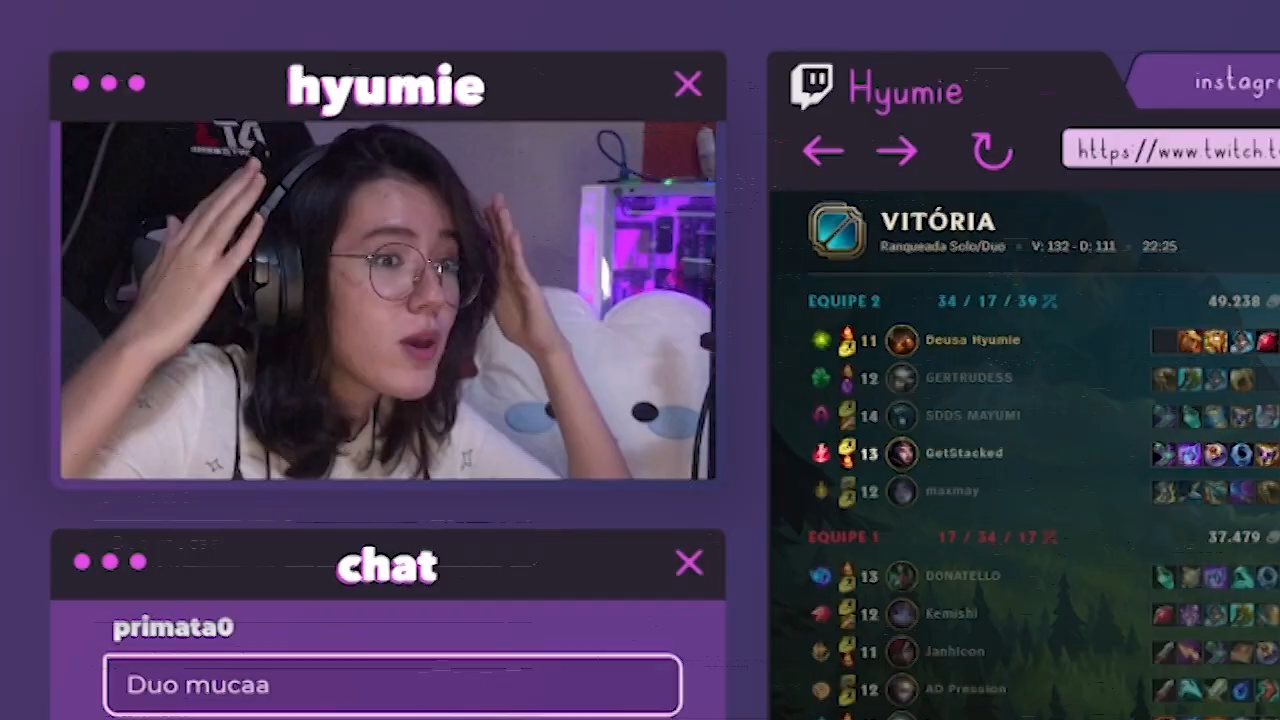 hyumie
Hyumie
instagr
https://www.twitch.t
VITÓRIA
Ranqueada Solo/Duo V: 132 - D: 111 22:25
EQUIPE 2 34 / 17 / 39 49.238
11 Deusa Hyumie
12 GERTRUDESS
14 SDDS MAYUMI
13 GetStacked
12 maxmay
EQUIPE 1 17 / 34 / 17 37.479
13 DONATELLO
12 Kemishi
11 Janhicon
12 AD Pression
chat
primata0
Duo mucaa